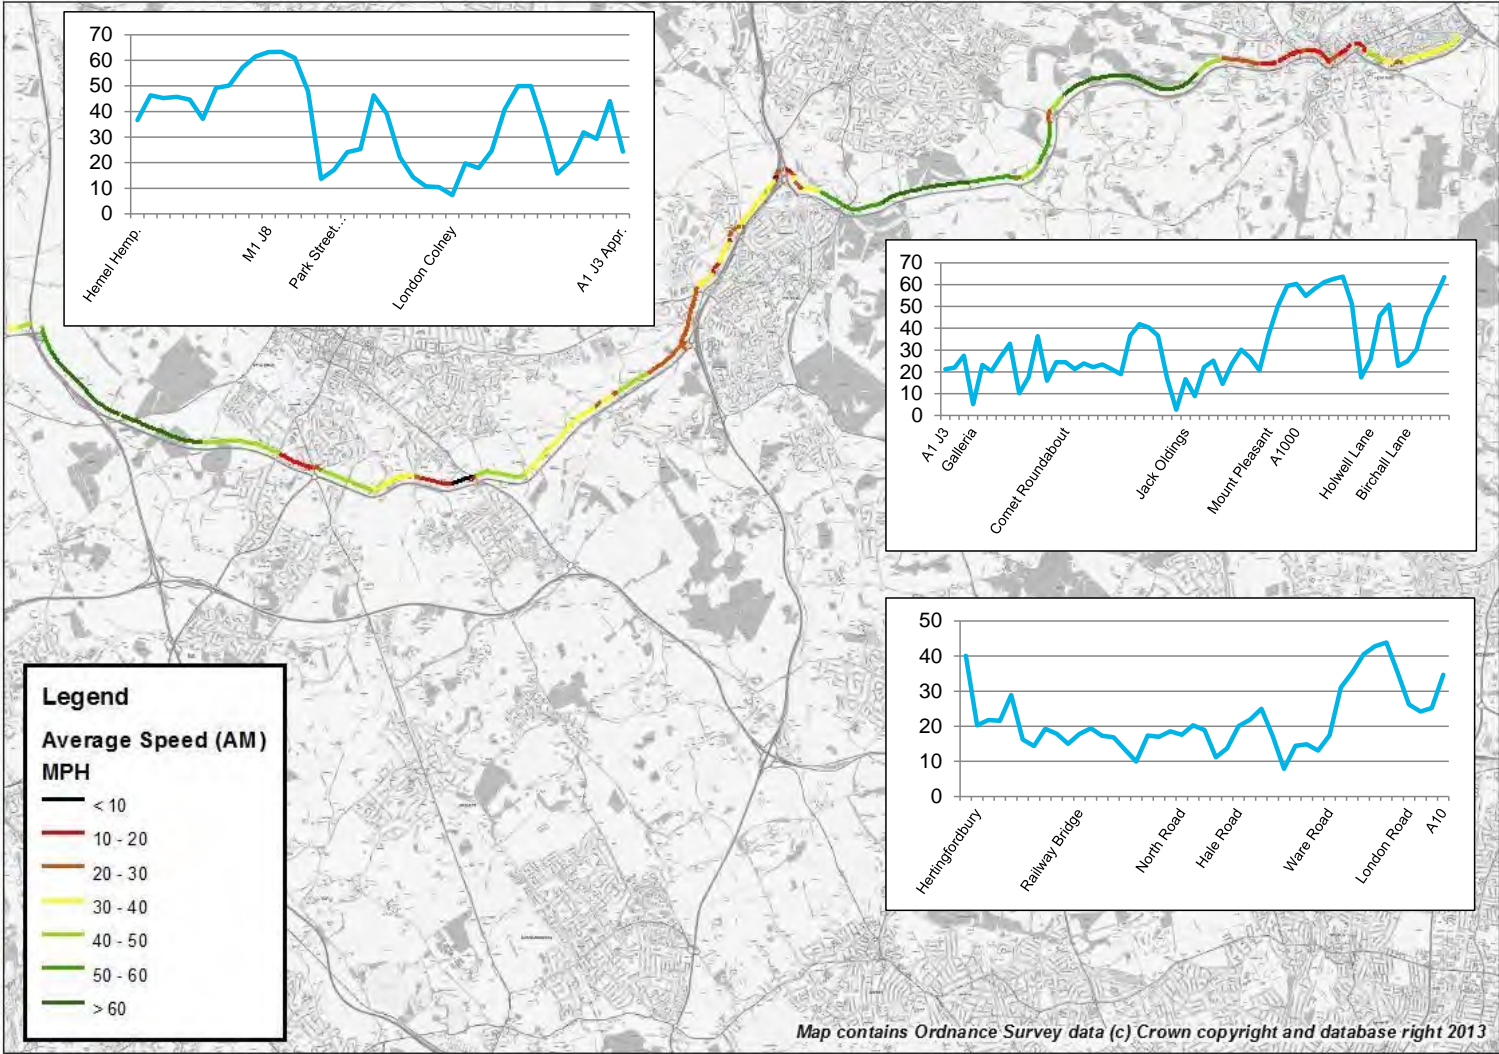 70
60
50
40
30
20
10
0
Hemel Hemp.
M1 J8
Park Street...
London Colney
A1 J3 Appr.
70
60
50
40
30
20
10
0
A1 J3
Galleria
Comet Roundabout
Jack Oldings
Mount Pleasant
A1000
Holwell Lane
Birchall Lane
50
40
30
20
10
0
Hertingfordbury
Railway Bridge
North Road
Hale Road
Ware Road
London Road
A10
Legend
Average Speed (AM)
MPH
< 10
10 - 20
20 - 30
30 - 40
40 - 50
50 - 60
> 60
Map contains Ordnance Survey data (c) Crown copyright and database right 2013